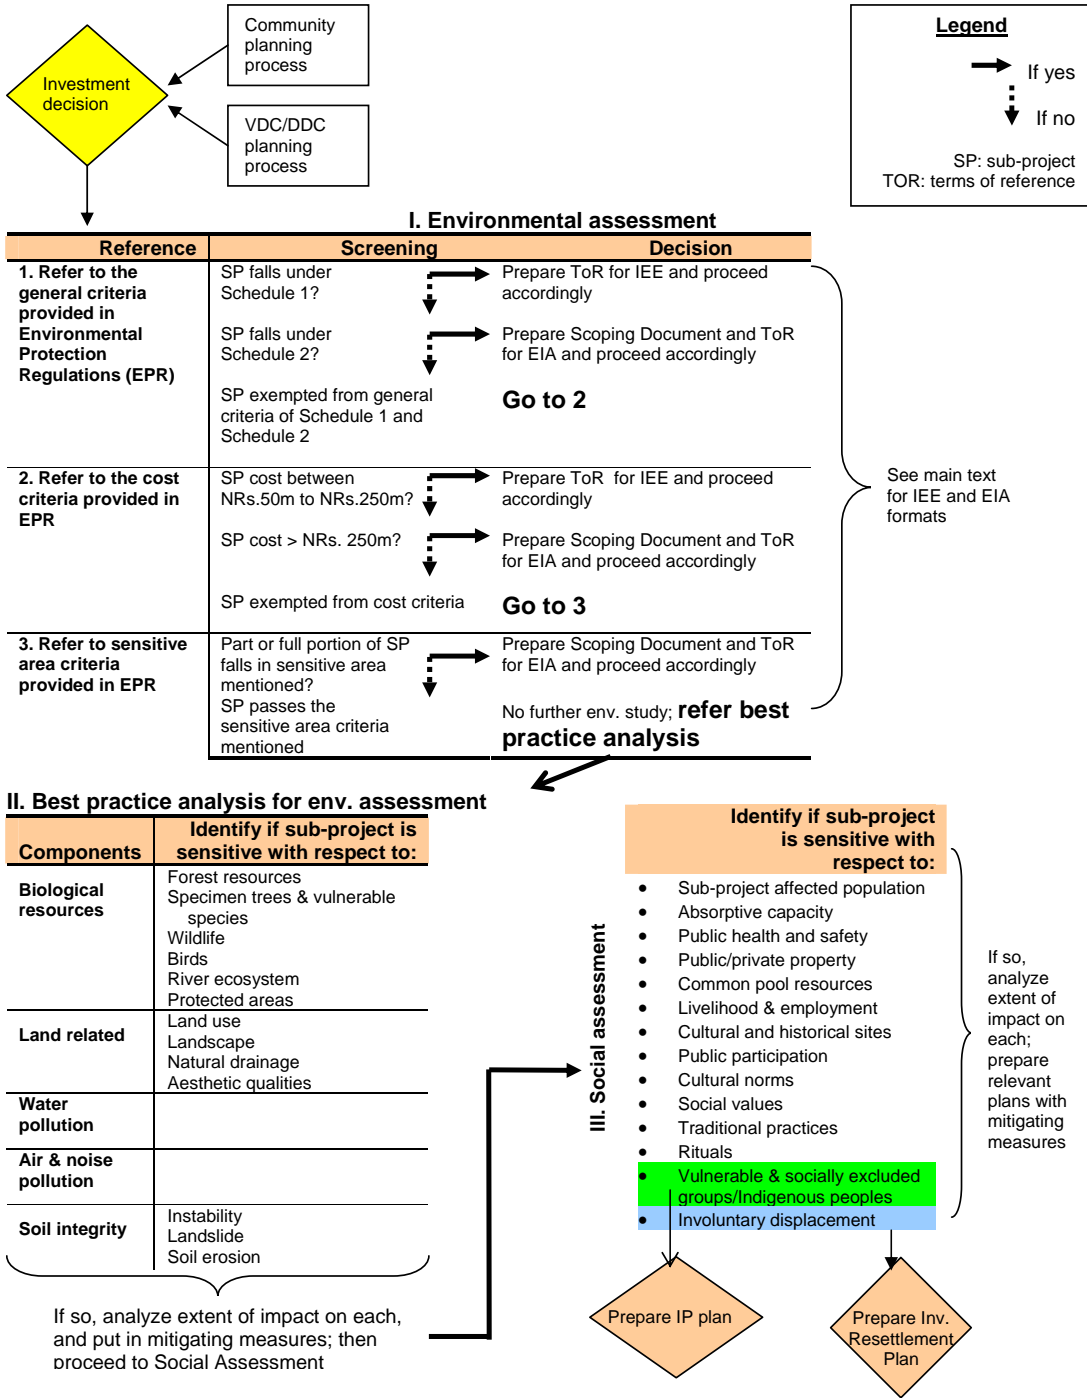 Community
planning
process
Investment
decision
VDC/DDC
planning
process
Legend
If yes
If no
SP: sub-project
TOR: terms of reference
I. Environmental assessment
Reference Screening Decision
1. Refer to the
general criteria
provided in
Environmental
Protection
Regulations (EPR)
SP falls under
Schedule 1?
Prepare ToR for IEE and proceed
accordingly
SP falls under
Schedule 2?
Prepare Scoping Document and ToR
for EIA and proceed accordingly
SP exempted from general
criteria of Schedule 1 and
Schedule 2
Go to 2
2. Refer to the cost
criteria provided in
EPR
SP cost between
NRs.50m to NRs.250m?
Prepare ToR for IEE and proceed
accordingly
SP cost > NRs. 250m?
Prepare Scoping Document and ToR
for EIA and proceed accordingly
SP exempted from cost criteria
Go to 3
3. Refer to sensitive
area criteria
provided in EPR
Part or full portion of SP
falls in sensitive area
mentioned?
Prepare Scoping Document and ToR
for EIA and proceed accordingly
SP passes the
sensitive area criteria
mentioned
No further env. study; refer best
practice analysis
See main text
for IEE and EIA
formats
II. Best practice analysis for env. assessment
Components
Identify if sub-project is
sensitive with respect to:
Biological
resources
Forest resources
Specimen trees & vulnerable
species
Wildlife
Birds
River ecosystem
Protected areas
Land related
Land use
Landscape
Natural drainage
Aesthetic qualities
Water
pollution
Air & noise
pollution
Soil integrity
Instability
Landslide
Soil erosion
If so, analyze extent of impact on each,
and put in mitigating measures; then
proceed to Social Assessment
III. Social assessment
Identify if sub-project
is sensitive with
respect to:
● Sub-project affected population
● Absorptive capacity
● Public health and safety
● Public/private property
● Common pool resources
● Livelihood & employment
● Cultural and historical sites
● Public participation
● Cultural norms
● Social values
● Traditional practices
● Rituals
● Vulnerable & socially excluded
groups/Indigenous peoples
● Involuntary displacement
If so,
analyze
extent of
impact on
each;
prepare
relevant
plans with
mitigating
measures
Prepare IP plan
Prepare Inv.
Resettlement
Plan